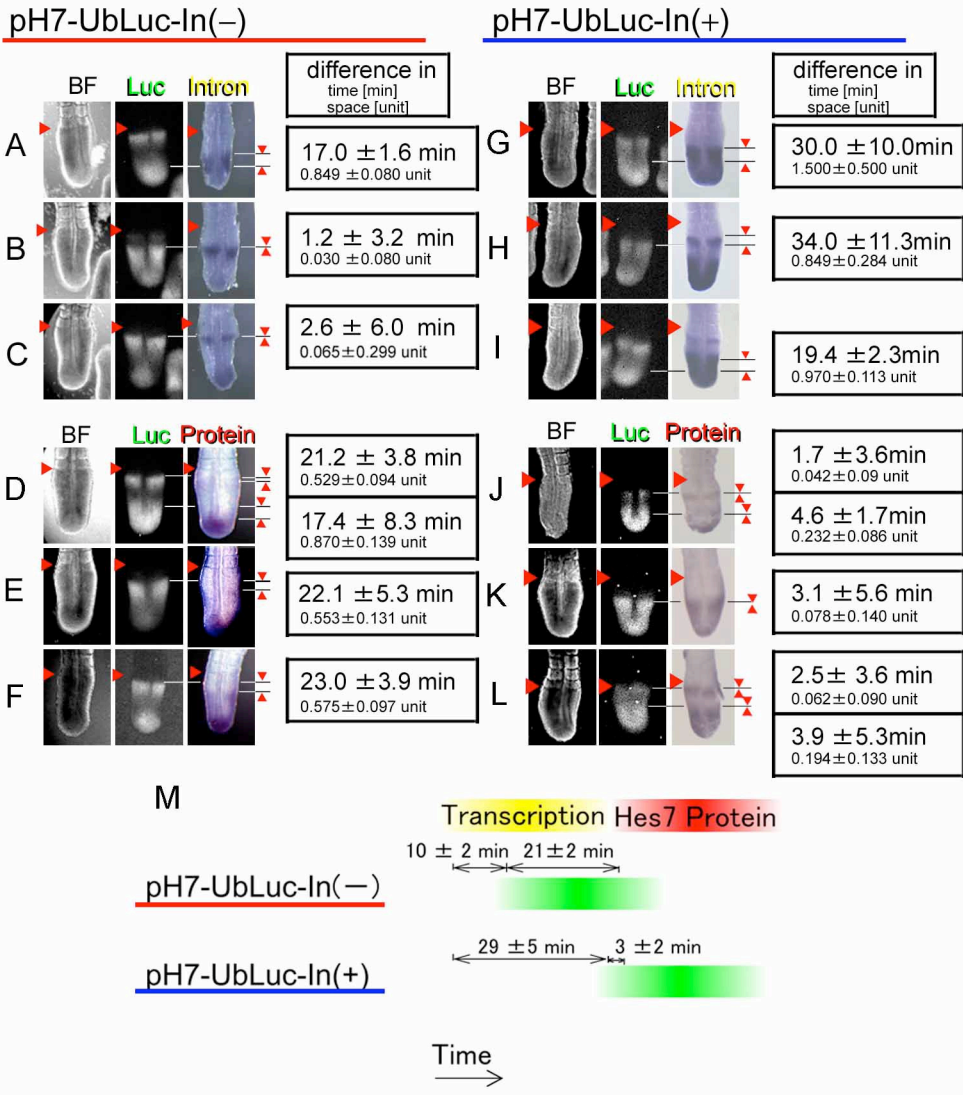 pH7-UbLuc-In(−)
pH7-UbLuc-In(+)
BF Luc Intron
difference in
time [min]
space [unit]
A
17.0 ±1.6 min
0.849 ±0.080 unit
B
1.2 ± 3.2 min
0.030 ±0.080 unit
C
2.6 ± 6.0 min
0.065±0.299 unit
BF Luc Protein
D
21.2 ± 3.8 min
0.529±0.094 unit
17.4 ± 8.3 min
0.870±0.139 unit
E
22.1 ±5.3 min
0.553±0.131 unit
F
23.0 ±3.9 min
0.575±0.097 unit
BF Luc Intron
difference in
time [min]
space [unit]
G
30.0 ±10.0min
1.500±0.500 unit
H
34.0 ±11.3min
0.849±0.284 unit
I
19.4 ±2.3min
0.970±0.113 unit
BF Luc Protein
J
1.7 ±3.6min
0.042±0.09 unit
4.6 ±1.7min
0.232±0.086 unit
K
3.1 ±5.6 min
0.078±0.140 unit
L
2.5± 3.6 min
0.062±0.090 unit
3.9 ±5.3min
0.194±0.133 unit
M
Transcription Hes7 Protein
10 ± 2 min 21±2 min
pH7-UbLuc-In(−)
29 ±5 min 3 ±2 min
pH7-UbLuc-In(+)
Time